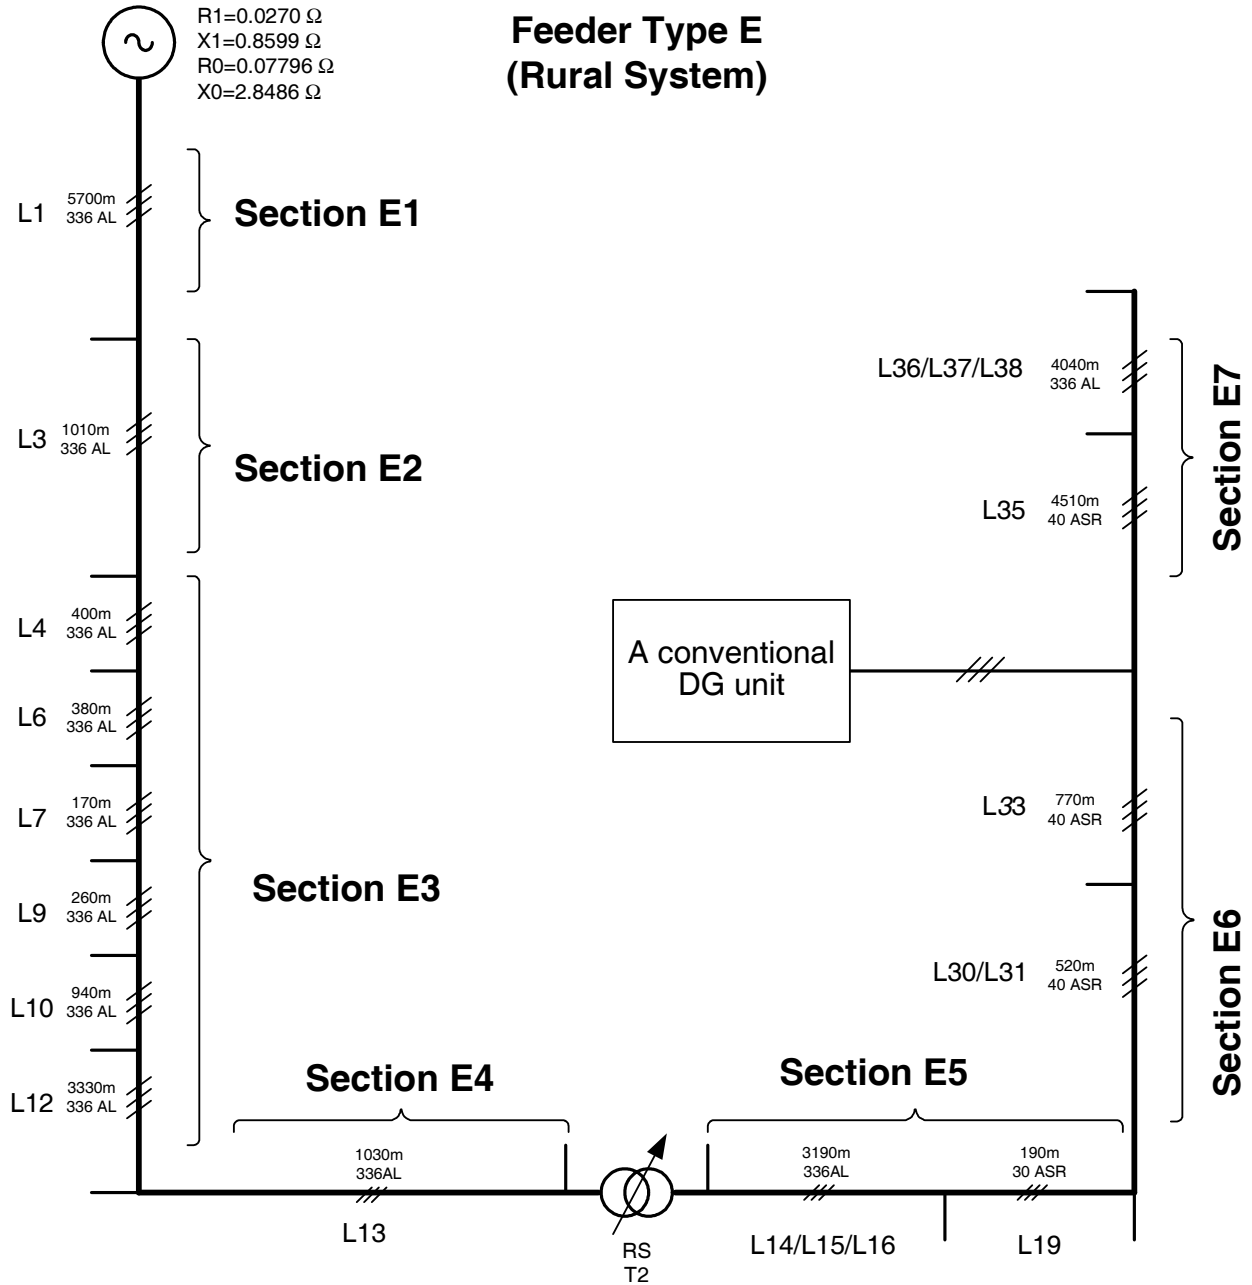 R1=0.0270 Ω
X1=0.8599 Ω
R0=0.07796 Ω
X0=2.8486 Ω
Feeder Type E
(Rural System)
L1
5700m
336 AL
Section E1
L3
1010m
336 AL
Section E2
L4
400m
336 AL
L6
380m
336 AL
L7
170m
336 AL
L9
260m
336 AL
L10
940m
336 AL
L12
3330m
336 AL
Section E3
Section E4
1030m
336AL
L13
RS
T2
Section E5
3190m
336AL
L14/L15/L16
190m
30 ASR
L19
L36/L37/L38
4040m
336 AL
L35
4510m
40 ASR
Section E7
A conventional
DG unit
L33
770m
40 ASR
L30/L31
520m
40 ASR
Section E6